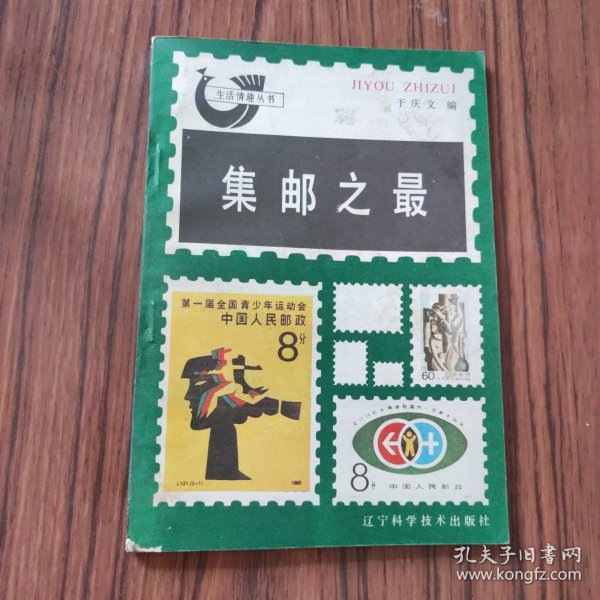 JIYOU ZHIZUI
生活情趣丛书
于庆文 编
集邮之最
第一届全国青少年运动会
中国人民邮政
8分
J.121.(2-1) 1985
60
8分
中国人民邮政
辽宁科学技术出版社
孔夫子旧书网
www.kongfz.com